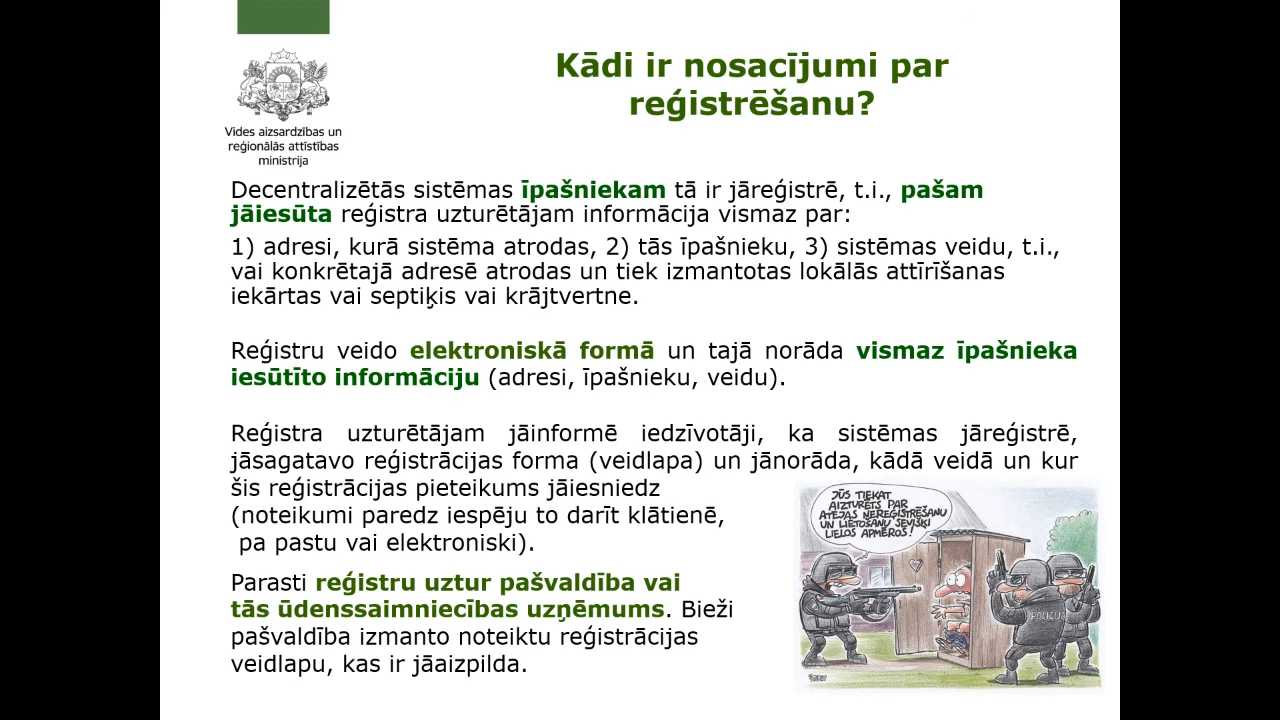 Kādi ir nosacījumi par
reģistrēšanu?
Vides aizsardzības un
reģionālās attīstības
ministrija
Decentralizētās sistēmas īpašniekam tā ir jāreģistrē, t.i., pašam
jāiesūta reģistra uzturētājam informācija vismaz par:
1) adresi, kurā sistēma atrodas, 2) tās īpašnieku, 3) sistēmas veidu, t.i.,
vai konkrētajā adresē atrodas un tiek izmantotas lokālās attīrīšanas
iekārtas vai septiķis vai krājtvertne.
Reģistru veido elektroniskā formā un tajā norāda vismaz īpašnieka
iesūtīto informāciju (adresi, īpašnieku, veidu).
Reģistra uzturētājam jāinformē iedzīvotāji, ka sistēmas jāreģistrē,
jāsagatavo reģistrācijas forma (veidlapa) un jānorāda, kādā veidā un kur
šis reģistrācijas pieteikums jāiesniedz
(noteikumi paredz iespēju to darīt klātienē,
pa pastu vai elektroniski).
Parasti reģistru uztur pašvaldība vai
tās ūdenssaimniecības uzņēmums. Bieži
pašvaldība izmanto noteiktu reģistrācijas
veidlapu, kas ir jāaizpilda.
JŪS TIEKAT
AIZTURĒTS PAR
ATEJAS NEREĢISTRĒŠANU
UN LIETOŠANU SEVIŠĶI
LIELOS APMĒROS!